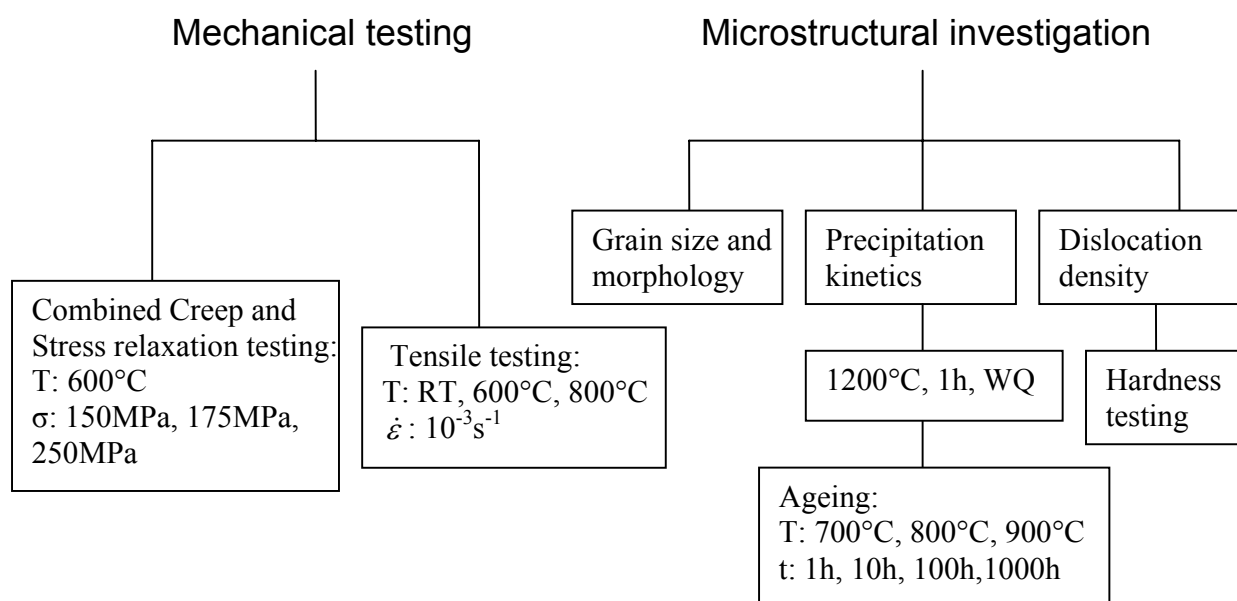 Mechanical testing
Combined Creep and
Stress relaxation testing:
T: 600°C
σ: 150MPa, 175MPa,
250MPa
Tensile testing:
T: RT, 600°C, 800°C
ε̇ : 10⁻³s⁻¹
Microstructural investigation
Grain size and
morphology
Precipitation
kinetics
1200°C, 1h, WQ
Ageing:
T: 700°C, 800°C, 900°C
t: 1h, 10h, 100h,1000h
Dislocation
density
Hardness
testing